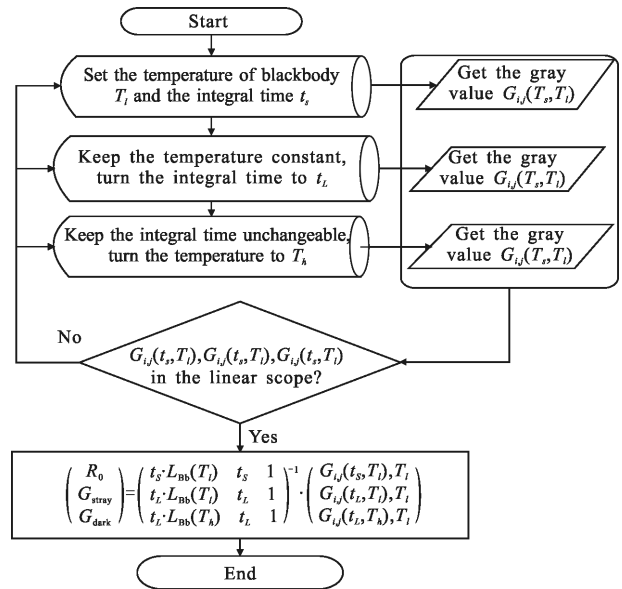 Start
Set the temperature of blackbody
T_l and the integral time t_s
Get the gray
value G_{i,j}(T_s,T_l)
Keep the temperature constant,
turn the integral time to t_L
Get the gray
value G_{i,j}(T_s,T_l)
Keep the integral time unchangeable,
turn the temperature to T_h
Get the gray
value G_{i,j}(T_s,T_l)
No
G_{i,j}(t_s,T_l),G_{i,j}(t_s,T_l),G_{i,j}(t_s,T_l)
in the linear scope?
Yes
(R_0 G_stray G_dark)=(t_S·L_Bb(T_l) t_S 1
t_L·L_Bb(T_l) t_L 1
t_L·L_Bb(T_h) t_L 1)^{-1}·(G_{i,j}(t_S,T_l),T_l
G_{i,j}(t_L,T_l),T_l
G_{i,j}(t_L,T_h),T_l)
End